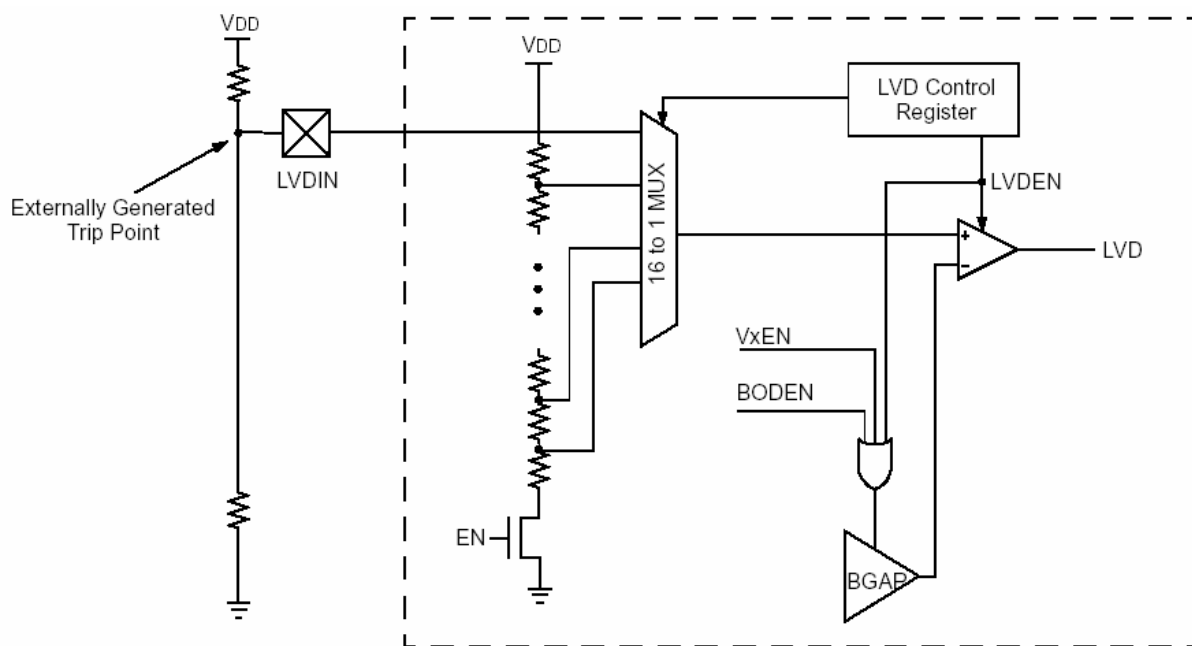 VDD
VDD
LVD Control
Register
LVDIN
16 to 1 MUX
LVDEN
Externally Generated
Trip Point
+
−
LVD
VxEN
BODEN
EN
BGAP